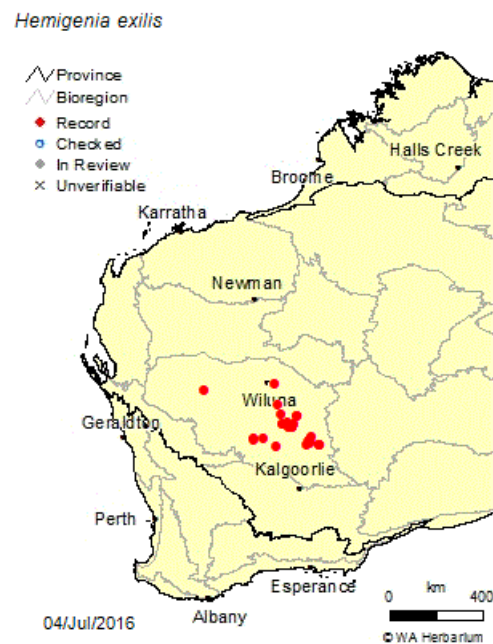 Hemigenia exilis
Province
Bioregion
Record
Checked
In Review
Unverifiable
Halls Creek
Broome
Karratha
Newman
Wiluna
Geraldton
Kalgoorlie
Perth
Esperance
Albany
km
0 400
04/Jul/2016
© WA Herbarium